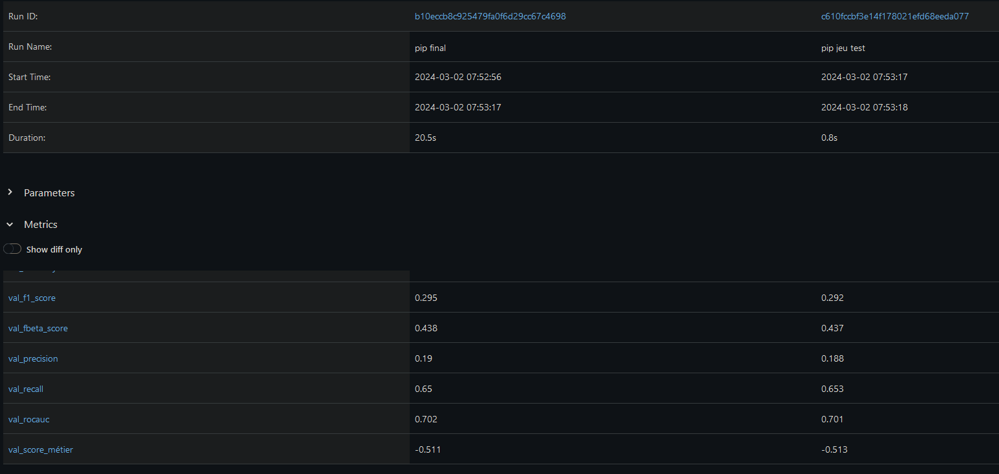 Run ID: b10eccb8c925479fa0f6d29cc67c4698 c610fccbf3e14f178021efd68eeda077
Run Name: pip final pip jeu test
Start Time: 2024-03-02 07:52:56 2024-03-02 07:53:17
End Time: 2024-03-02 07:53:17 2024-03-02 07:53:18
Duration: 20.5s 0.8s
Parameters
Metrics
Show diff only
val_f1_score 0.295 0.292
val_fbeta_score 0.438 0.437
val_precision 0.19 0.188
val_recall 0.65 0.653
val_rocauc 0.702 0.701
val_score_métier -0.511 -0.513